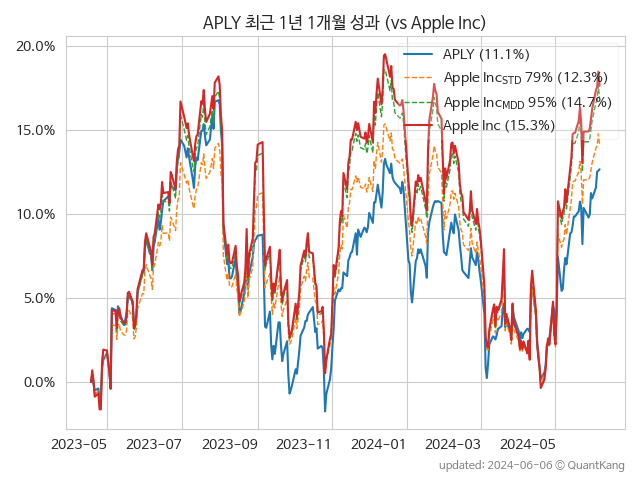 APLY 최근 1년 1개월 성과 (vs Apple Inc)
20.0%
15.0%
10.0%
5.0%
0.0%
APLY (11.1%)
Apple Inc_STD 79% (12.3%)
Apple Inc_MDD 95% (14.7%)
Apple Inc (15.3%)
2023-05 2023-07 2023-09 2023-11 2024-01 2024-03 2024-05
updated: 2024-06-06 © QuantKang